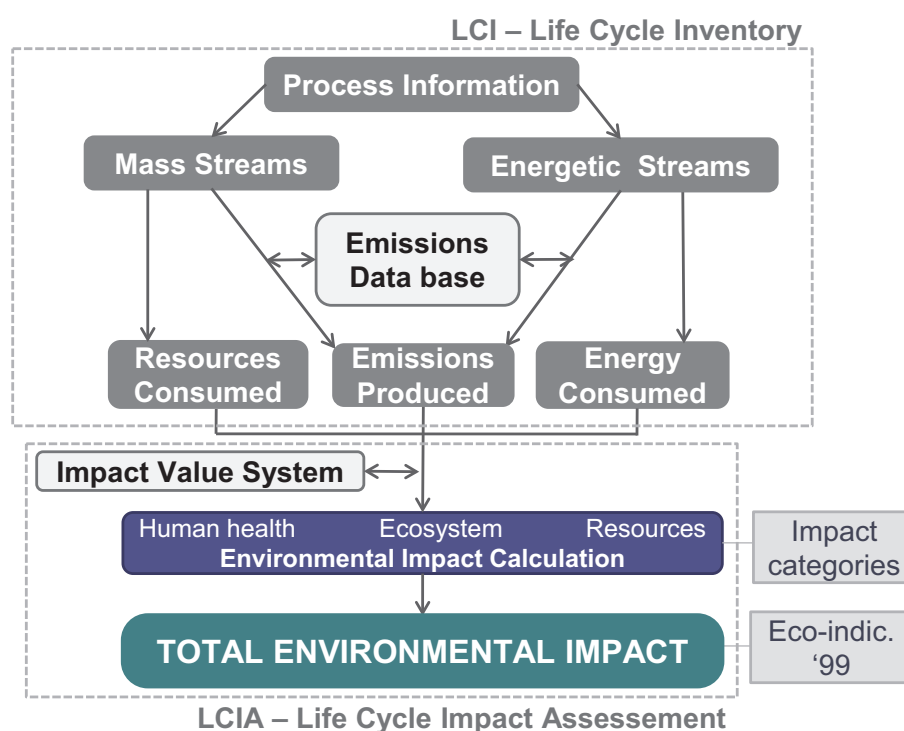 LCI – Life Cycle Inventory
Process Information
Mass Streams
Energetic Streams
Emissions
Data base
Resources
Consumed
Emissions
Produced
Energy
Consumed
Impact Value System
Human health Ecosystem Resources
Environmental Impact Calculation
Impact
categories
TOTAL ENVIRONMENTAL IMPACT
Eco-indic.
‘99
LCIA – Life Cycle Impact Assessement